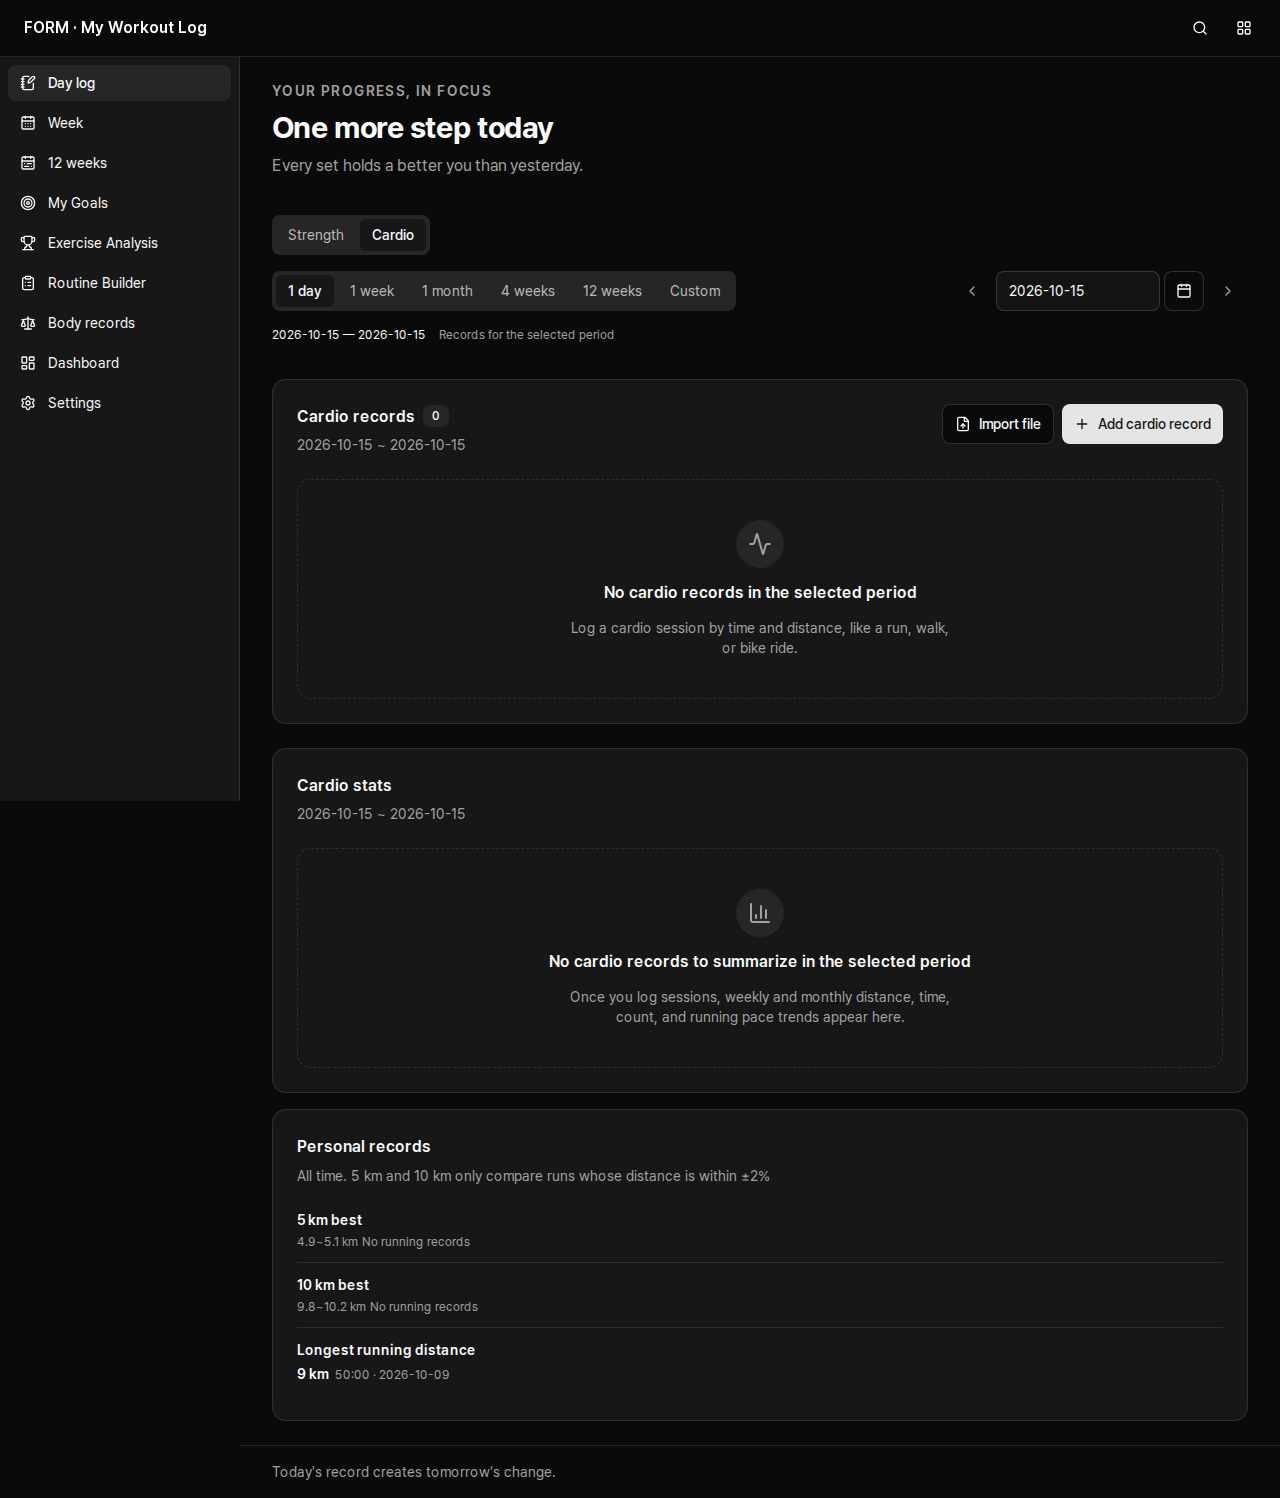 FORM · My Workout Log
Day log
Week
12 weeks
My Goals
Exercise Analysis
Routine Builder
Body records
Dashboard
Settings
YOUR PROGRESS, IN FOCUS
One more step today
Every set holds a better you than yesterday.
Strength Cardio
1 day 1 week 1 month 4 weeks 12 weeks Custom 2026-10-15
2026-10-15 — 2026-10-15 Records for the selected period
Cardio records 0
2026-10-15 ~ 2026-10-15
Import file Add cardio record
No cardio records in the selected period
Log a cardio session by time and distance, like a run, walk,
or bike ride.
Cardio stats
2026-10-15 ~ 2026-10-15
No cardio records to summarize in the selected period
Once you log sessions, weekly and monthly distance, time,
count, and running pace trends appear here.
Personal records
All time. 5 km and 10 km only compare runs whose distance is within ±2%
5 km best
4.9–5.1 km No running records
10 km best
9.8–10.2 km No running records
Longest running distance
9 km 50:00 · 2026-10-09
Today's record creates tomorrow's change.